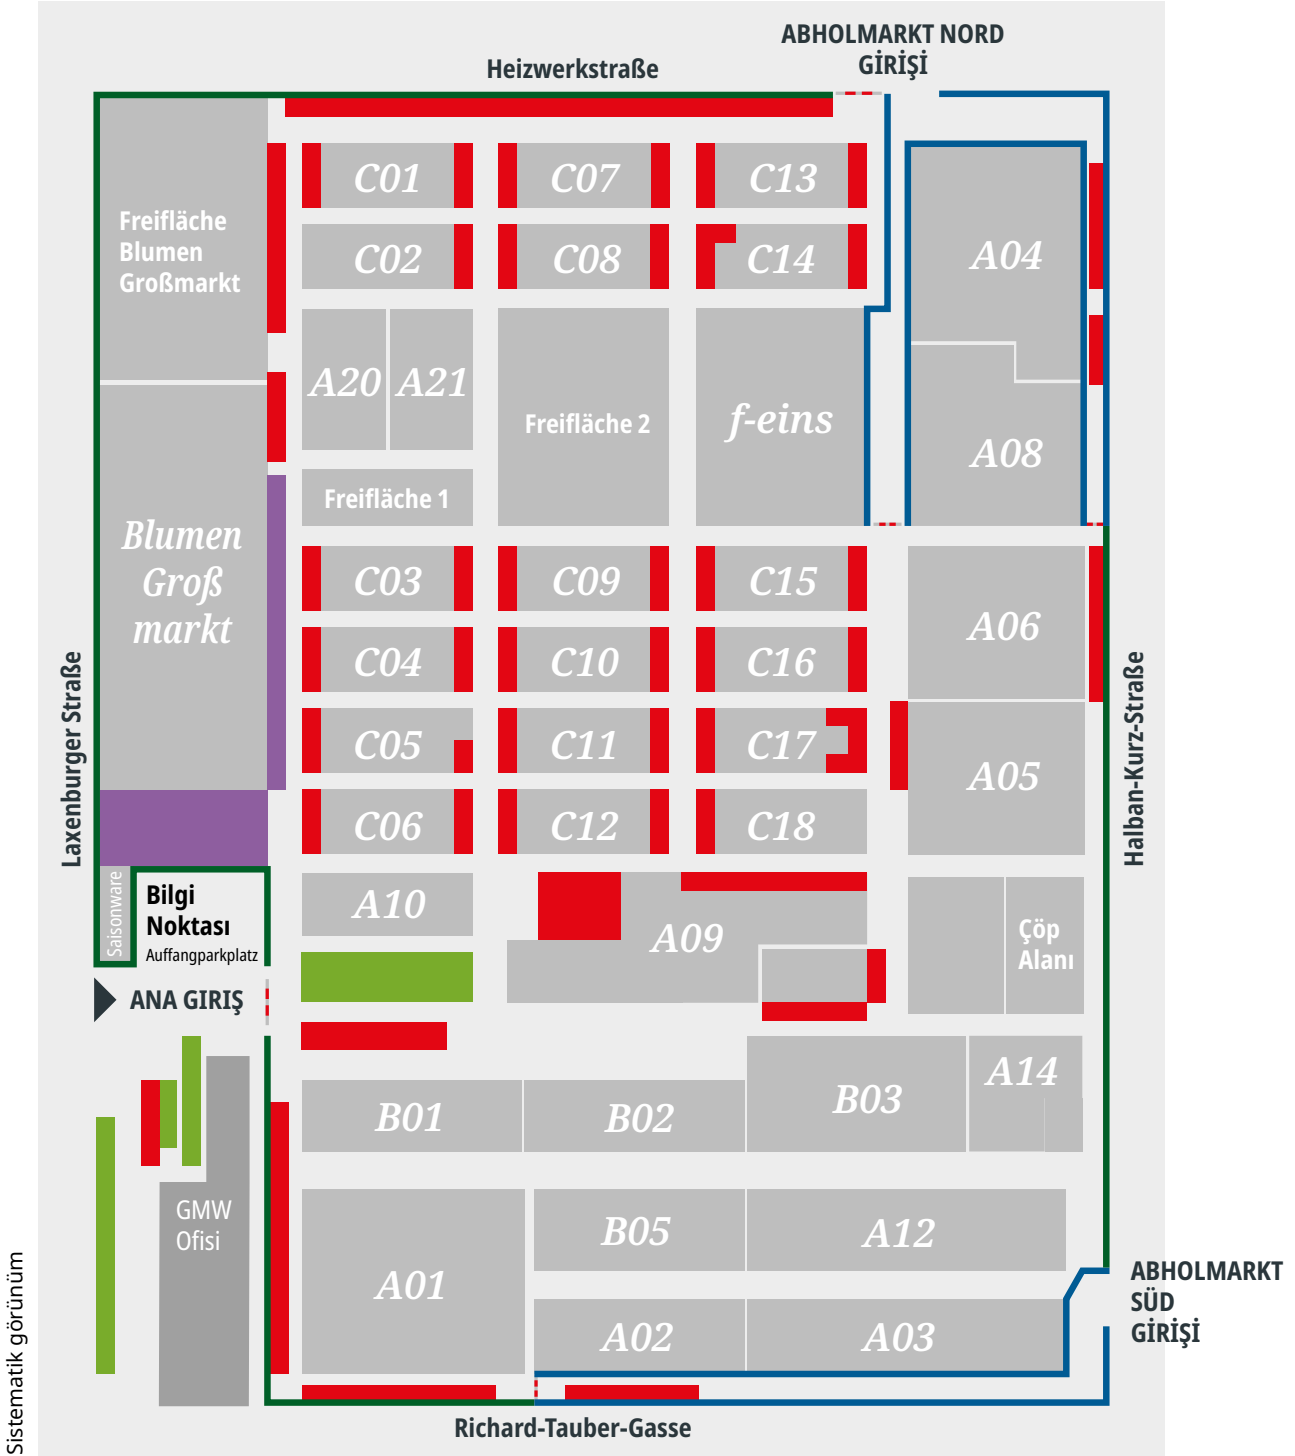 ABHOLMARKT NORD
GİRİŞİ
Heizwerkstraße
C01
C07
C13
Freifläche
Blumen
Großmarkt
C02
C08
C14
A04
A20
A21
Freifläche 2
f-eins
A08
Freifläche 1
Blumen
Groß
markt
C03
C09
C15
A06
C04
C10
C16
Laxenburger Straße
Halban-Kurz-Straße
C05
C11
C17
A05
C06
C12
C18
Saisonware
Bilgi
Noktası
Auffangparkplatz
A10
A09
Çöp
Alanı
ANA GIRIŞ
B01
B02
B03
A14
GMW
Ofisi
B05
A12
A01
A02
A03
ABHOLMARKT
SÜD
GİRİŞİ
Richard-Tauber-Gasse
Sistematik görünüm